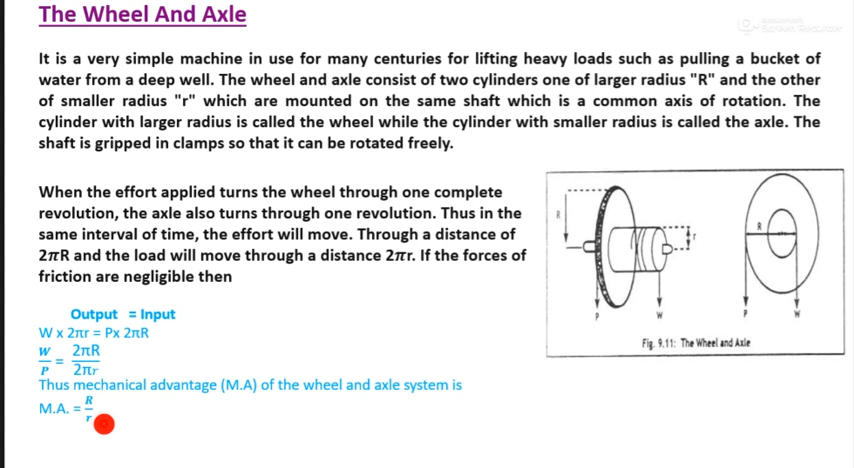 The Wheel And Axle
Screen Recorder
It is a very simple machine in use for many centuries for lifting heavy loads such as pulling a bucket of
water from a deep well. The wheel and axle consist of two cylinders one of larger radius "R" and the other
of smaller radius "r" which are mounted on the same shaft which is a common axis of rotation. The
cylinder with larger radius is called the wheel while the cylinder with smaller radius is called the axle. The
shaft is gripped in clamps so that it can be rotated freely.
When the effort applied turns the wheel through one complete
revolution, the axle also turns through one revolution. Thus in the
same interval of time, the effort will move. Through a distance of
2πR and the load will move through a distance 2πr. If the forces of
friction are negligible then
Output = Input
W x 2πr = Px 2πR
W/P = 2πR/2πr
Thus mechanical advantage (M.A) of the wheel and axle system is
M.A. = R/r
R
r
P
W
R
P
W
Fig. 9.11: The Wheel and Axle